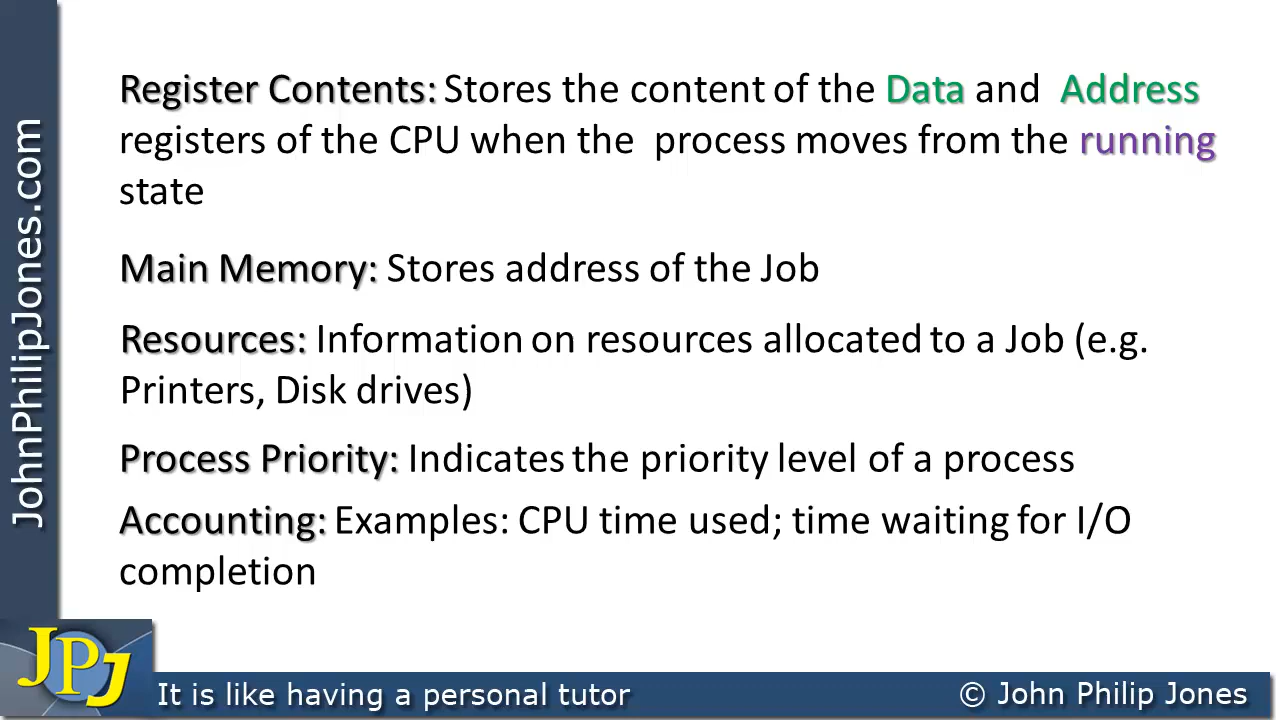 Register Contents: Stores the content of the Data and Address
registers of the CPU when the process moves from the running
state
Main Memory: Stores address of the Job
Resources: Information on resources allocated to a Job (e.g.
Printers, Disk drives)
Process Priority: Indicates the priority level of a process
Accounting: Examples: CPU time used; time waiting for I/O
completion
JohnPhilipJones.com
JPJ
It is like having a personal tutor
© John Philip Jones